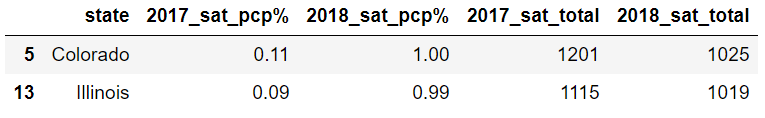 state 2017_sat_pcp% 2018_sat_pcp% 2017_sat_total 2018_sat_total
5 Colorado 0.11 1.00 1201 1025
13 Illinois 0.09 0.99 1115 1019